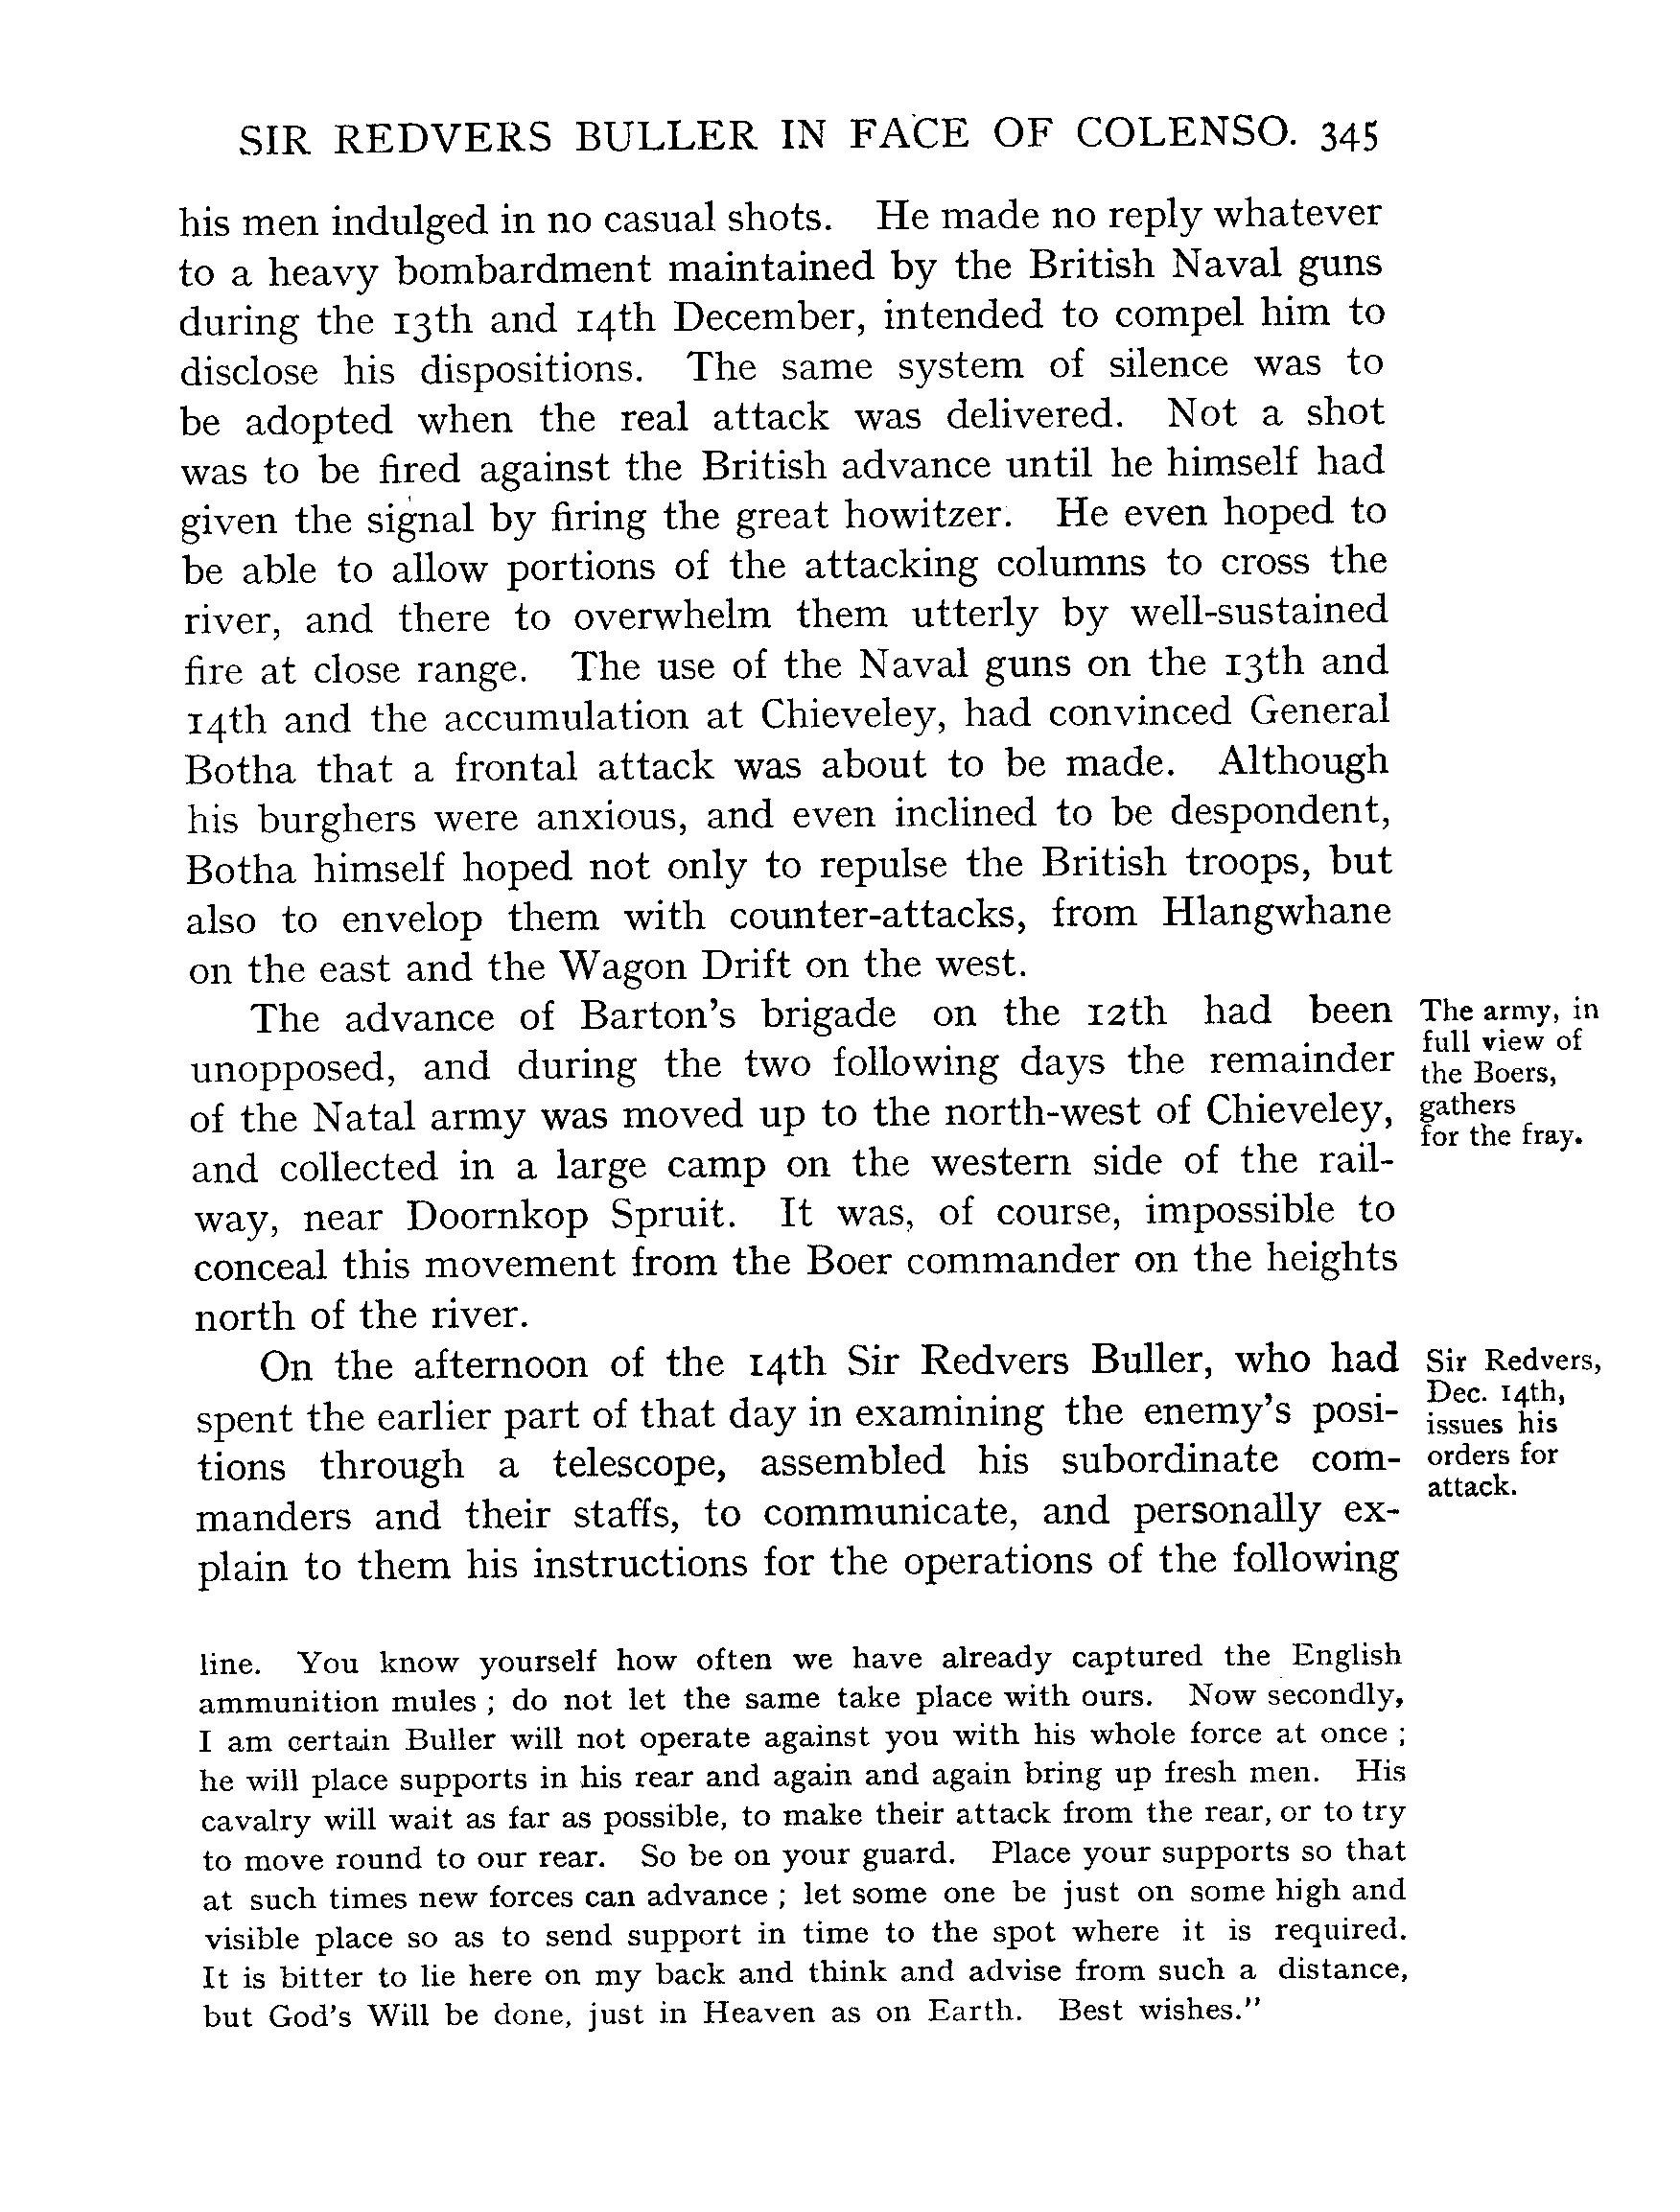 SIR REDVERS BULLER IN FACE OF COLENSO. 345
his men indulged in no casual shots. He made no reply whatever
to a heavy bombardment maintained by the British Naval guns
during the 13th and 14th December, intended to compel him to
disclose his dispositions. The same system of silence was to
be adopted when the real attack was delivered. Not a shot
was to be fired against the British advance until he himself had
given the signal by firing the great howitzer. He even hoped to
be able to allow portions of the attacking columns to cross the
river, and there to overwhelm them utterly by well-sustained
fire at close range. The use of the Naval guns on the 13th and
14th and the accumulation at Chieveley, had convinced General
Botha that a frontal attack was about to be made. Although
his burghers were anxious, and even inclined to be despondent,
Botha himself hoped not only to repulse the British troops, but
also to envelop them with counter-attacks, from Hlangwhane
on the east and the Wagon Drift on the west.
The advance of Barton's brigade on the 12th had been
unopposed, and during the two following days the remainder
of the Natal army was moved up to the north-west of Chieveley,
and collected in a large camp on the western side of the rail-
way, near Doornkop Spruit. It was, of course, impossible to
conceal this movement from the Boer commander on the heights
north of the river.
The army, in
full view of
the Boers,
gathers
for the fray.
On the afternoon of the 14th Sir Redvers Buller, who had
spent the earlier part of that day in examining the enemy's posi-
tions through a telescope, assembled his subordinate com-
manders and their staffs, to communicate, and personally ex-
plain to them his instructions for the operations of the following
Sir Redvers,
Dec. 14th,
issues his
orders for
attack.
line. You know yourself how often we have already captured the English
ammunition mules ; do not let the same take place with ours. Now secondly,
I am certain Buller will not operate against you with his whole force at once ;
he will place supports in his rear and again and again bring up fresh men. His
cavalry will wait as far as possible, to make their attack from the rear, or to try
to move round to our rear. So be on your guard. Place your supports so that
at such times new forces can advance ; let some one be just on some high and
visible place so as to send support in time to the spot where it is required.
It is bitter to lie here on my back and think and advise from such a distance,
but God's Will be done, just in Heaven as on Earth. Best wishes."